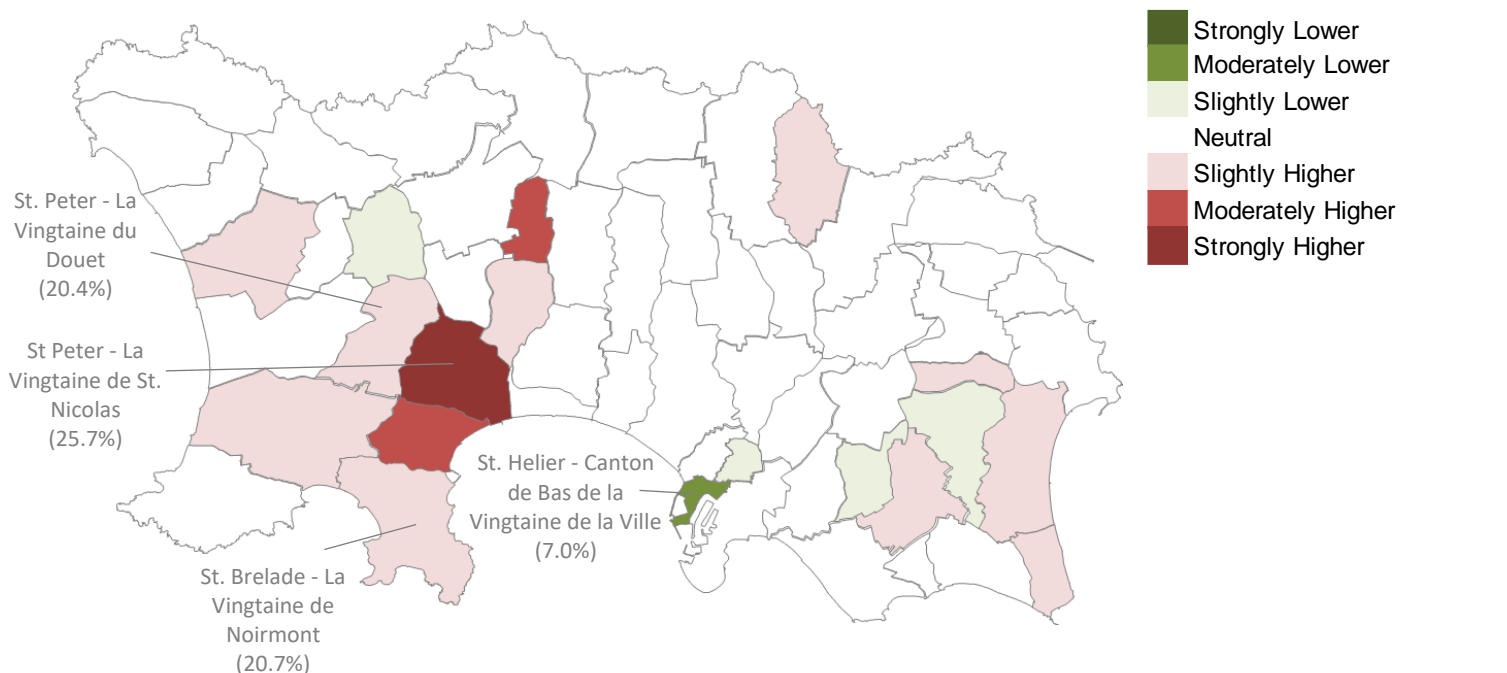 Strongly Lower
Moderately Lower
Slightly Lower
Neutral
Slightly Higher
Moderately Higher
Strongly Higher
St. Peter - La
Vingtaine du
Douet
(20.4%)
St Peter - La
Vingtaine de St.
Nicolas
(25.7%)
St. Helier - Canton
de Bas de la
Vingtaine de la Ville
(7.0%)
St. Brelade - La
Vingtaine de
Noirmont
(20.7%)